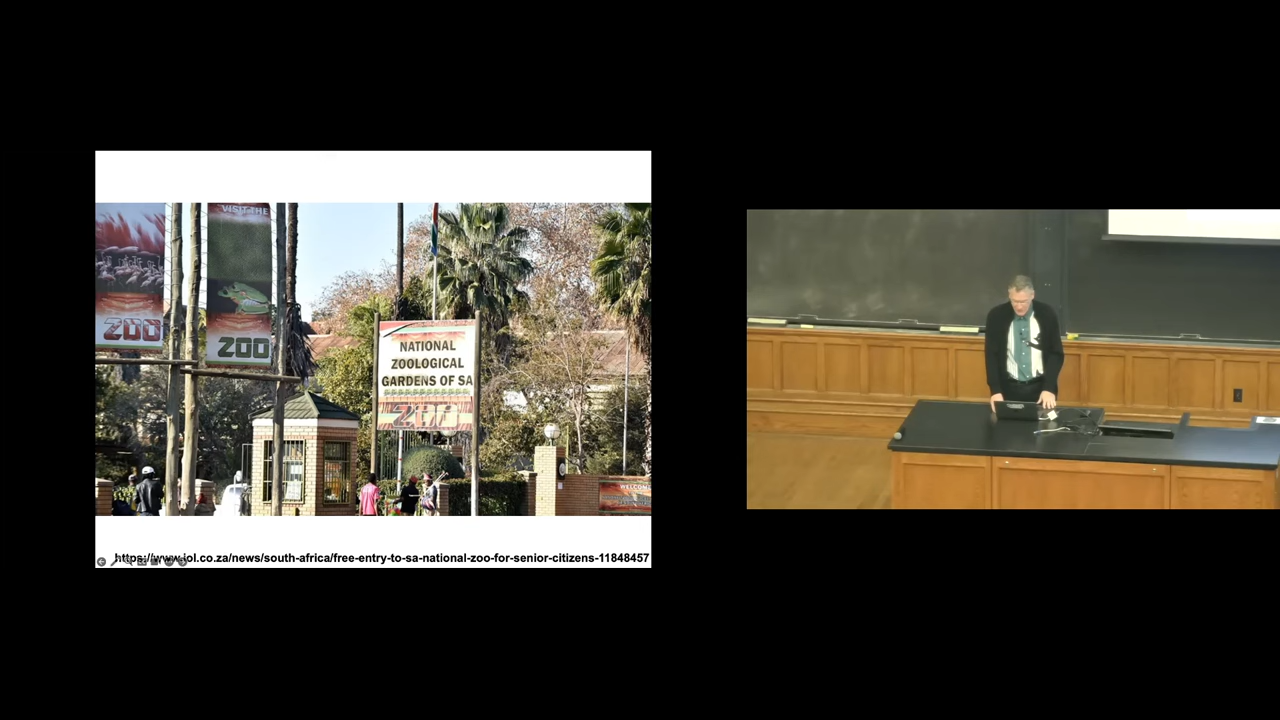 VISIT THE
ZOO
ZOO
NATIONAL
ZOOLOGICAL
GARDENS OF SA
ZOO
WELCOME
https://www.iol.co.za/news/south-africa/free-entry-to-sa-national-zoo-for-senior-citizens-11848457